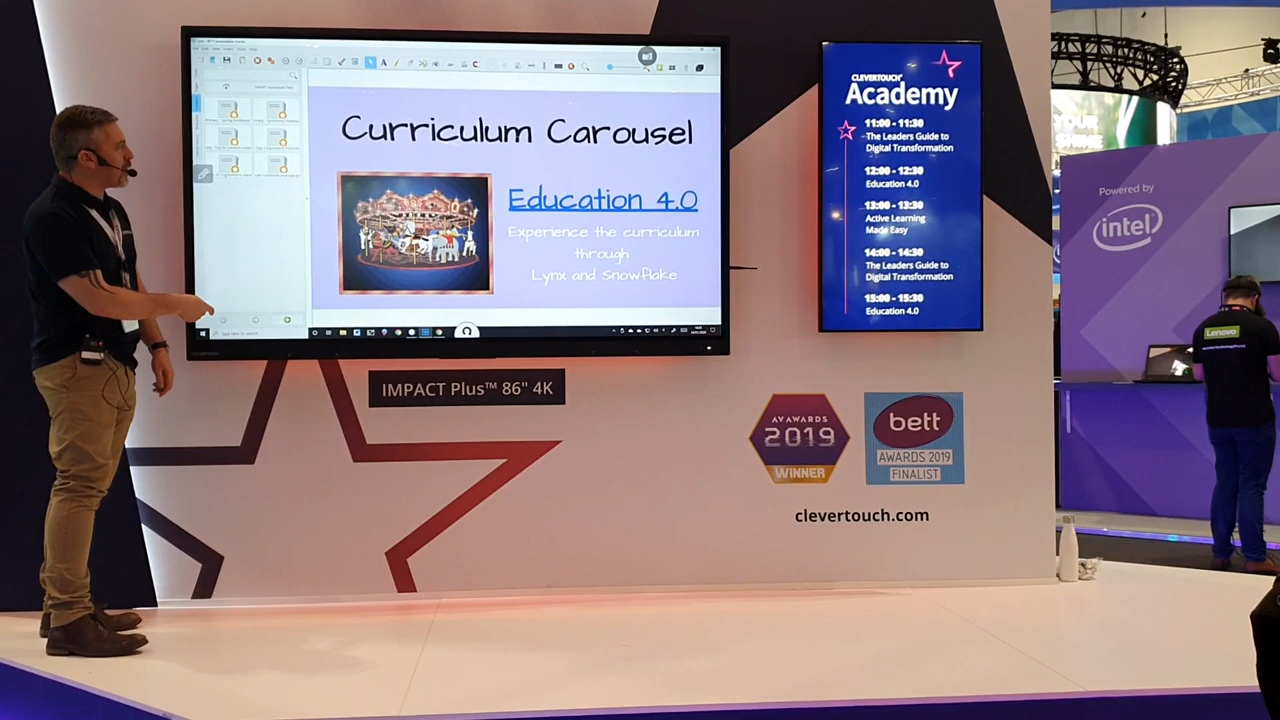 Curriculum Carousel
Education 4.0
Experience the curriculum
through
Lynx and Snowflake
IMPACT Plus™ 86" 4K
CLEVERTOUCH®
Academy
11:00 - 11:30
The Leaders Guide to
Digital Transformation
12:00 - 12:30
Education 4.0
13:00 - 13:30
Active Learning
Made Easy
14:00 - 14:30
The Leaders Guide to
Digital Transformation
15:00 - 15:30
Education 4.0
AV AWARDS
2019
WINNER
bett
AWARDS 2019
FINALIST
clevertouch.com
YOUR
Powered by
intel
Lenovo